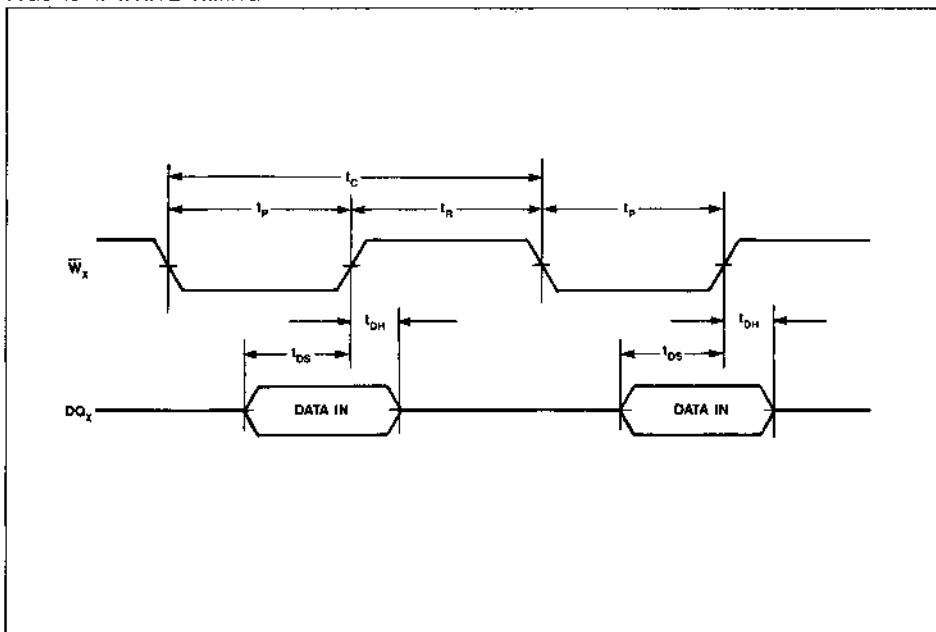 t_C
t_P t_R t_P
W̅_X
t_DH t_DH
t_DS t_DS
DQ_X DATA IN DATA IN